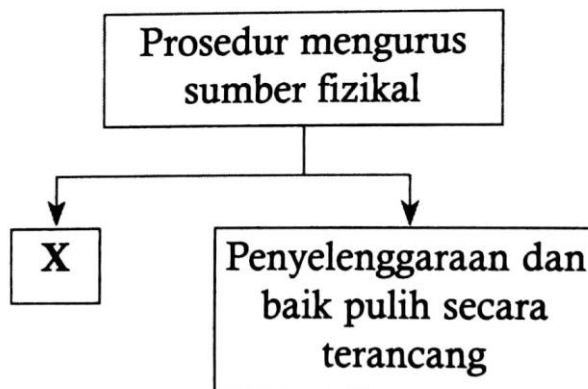 Prosedur mengurus
sumber fizikal
X
Penyelenggaraan dan
baik pulih secara
terancang